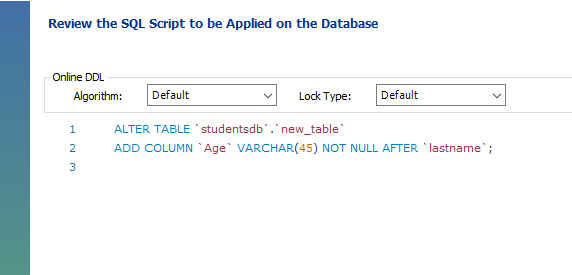 Review the SQL Script to be Applied on the Database
Online DDL
Algorithm: Default Lock Type: Default
1 ALTER TABLE `studentsdb`.`new_table`
2 ADD COLUMN `Age` VARCHAR(45) NOT NULL AFTER `lastname`;
3